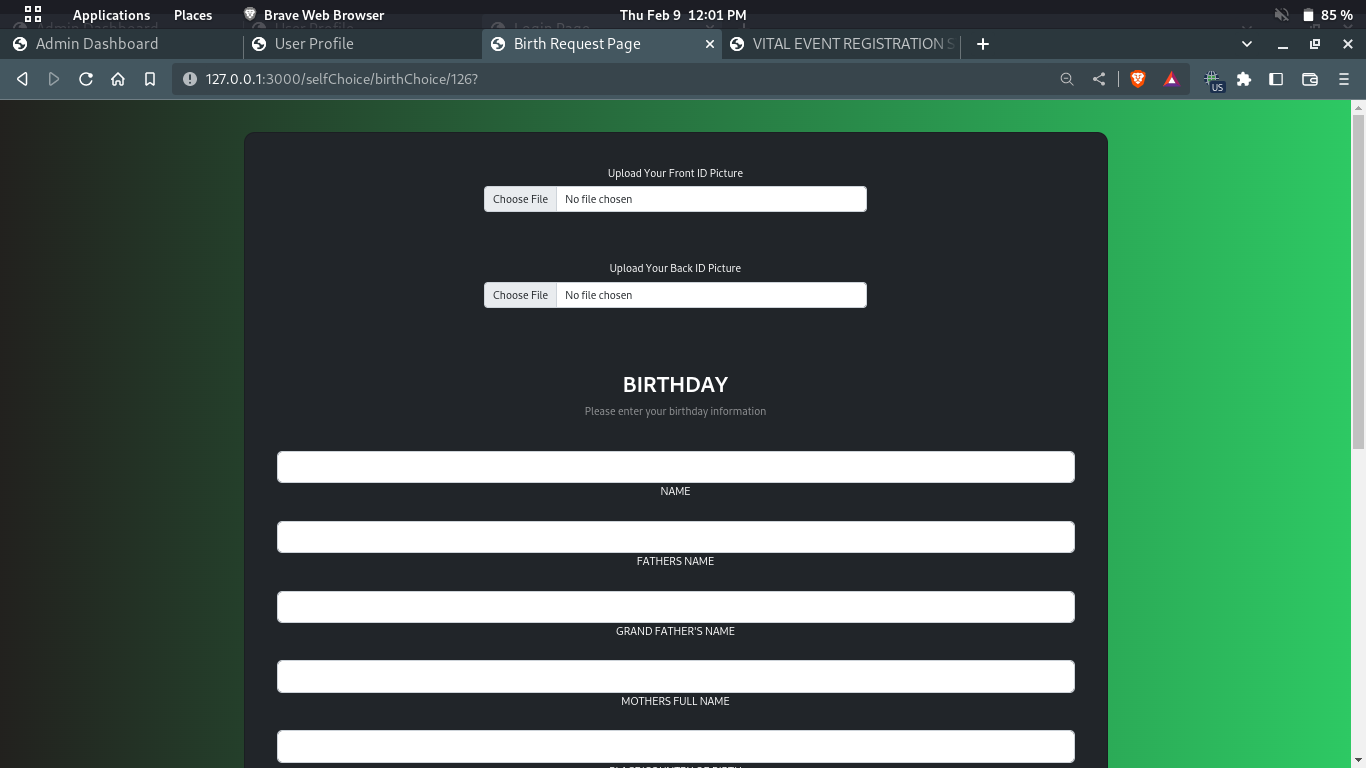 Applications Places Brave Web Browser Thu Feb 9 12:01 PM 85 %
Admin Dashboard User Profile Birth Request Page VITAL EVENT REGISTRATION S
127.0.0.1:3000/selfChoice/birthChoice/126? US
Upload Your Front ID Picture
Choose File No file chosen
Upload Your Back ID Picture
Choose File No file chosen
BIRTHDAY
Please enter your birthday information
NAME
FATHERS NAME
GRAND FATHER'S NAME
MOTHERS FULL NAME